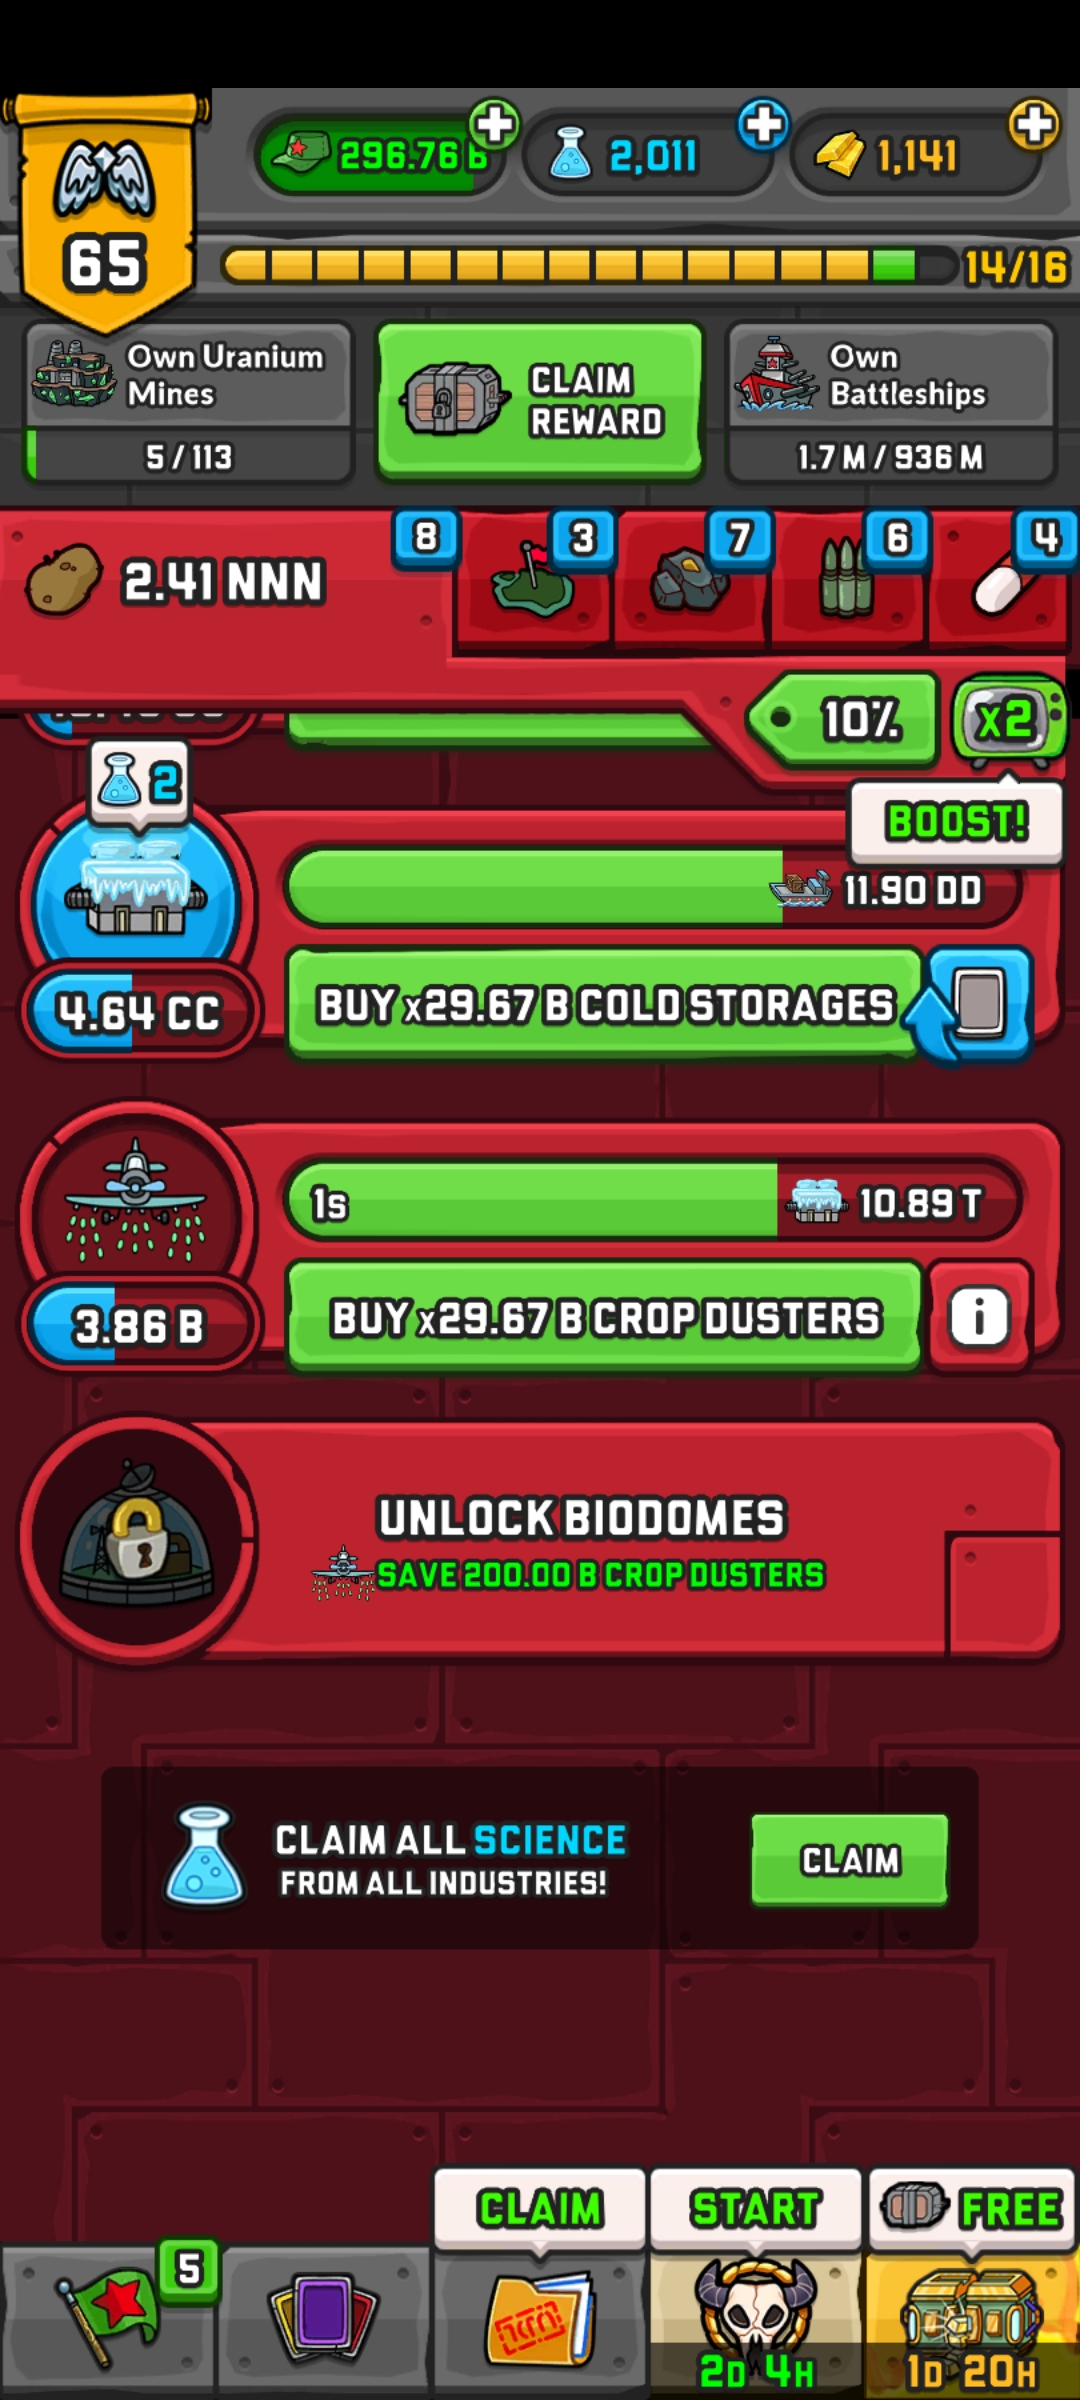 296.76 B
2,011
1,141
65
14/16
Own Uranium
Mines
5 / 113
CLAIM
REWARD
Own
Battleships
1.7 M / 936 M
2.41 NNN
8
3
7
6
4
10%
x2
BOOST!
2
11.90 DD
4.64 CC
BUY x29.67 B COLD STORAGES
1s
10.89 T
3.86 B
BUY x29.67 B CROP DUSTERS
i
UNLOCK BIODOMES
SAVE 200.00 B CROP DUSTERS
CLAIM ALL SCIENCE
FROM ALL INDUSTRIES!
CLAIM
CLAIM
START
FREE
5
2D 4H
1D 20H